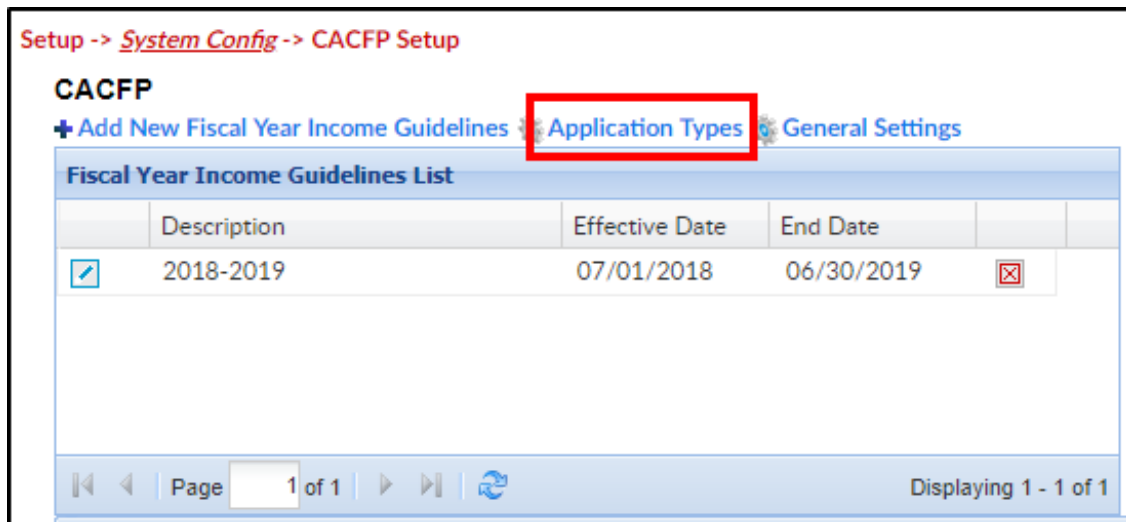 Setup -> System Config -> CACFP Setup
CACFP
Add New Fiscal Year Income Guidelines Application Types General Settings
Fiscal Year Income Guidelines List
Description Effective Date End Date
2018-2019 07/01/2018 06/30/2019
Page 1 of 1 Displaying 1 - 1 of 1